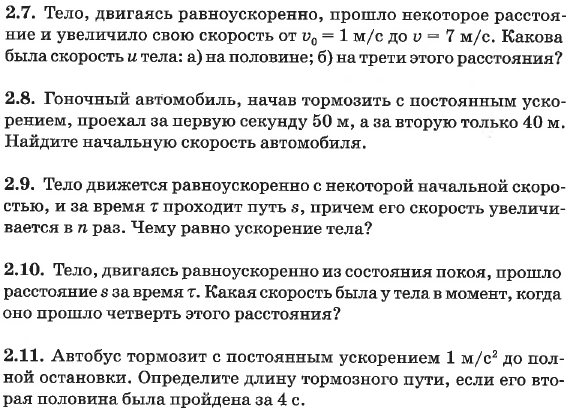 2.7. Тело, двигаясь равноускоренно, прошло некоторое расстоя-
ние и увеличило свою скорость от v₀ = 1 м/с до v = 7 м/с. Какова
была скорость u тела: а) на половине; б) на трети этого расстояния?
2.8. Гоночный автомобиль, начав тормозить с постоянным уско-
рением, проехал за первую секунду 50 м, а за вторую только 40 м.
Найдите начальную скорость автомобиля.
2.9. Тело движется равноускоренно с некоторой начальной скоро-
стью, и за время τ проходит путь s, причем его скорость увеличи-
вается в n раз. Чему равно ускорение тела?
2.10. Тело, двигаясь равноускоренно из состояния покоя, прошло
расстояние s за время τ. Какая скорость была у тела в момент, когда
оно прошло четверть этого расстояния?
2.11. Автобус тормозит с постоянным ускорением 1 м/с² до пол-
ной остановки. Определите длину тормозного пути, если его вто-
рая половина была пройдена за 4 с.